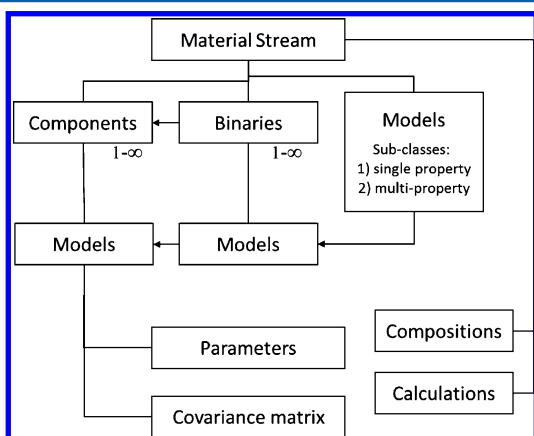 Material Stream
Components
1-∞
Binaries
1-∞
Models
Sub-classes:
1) single property
2) multi-property
Models
Models
Parameters
Covariance matrix
Compositions
Calculations